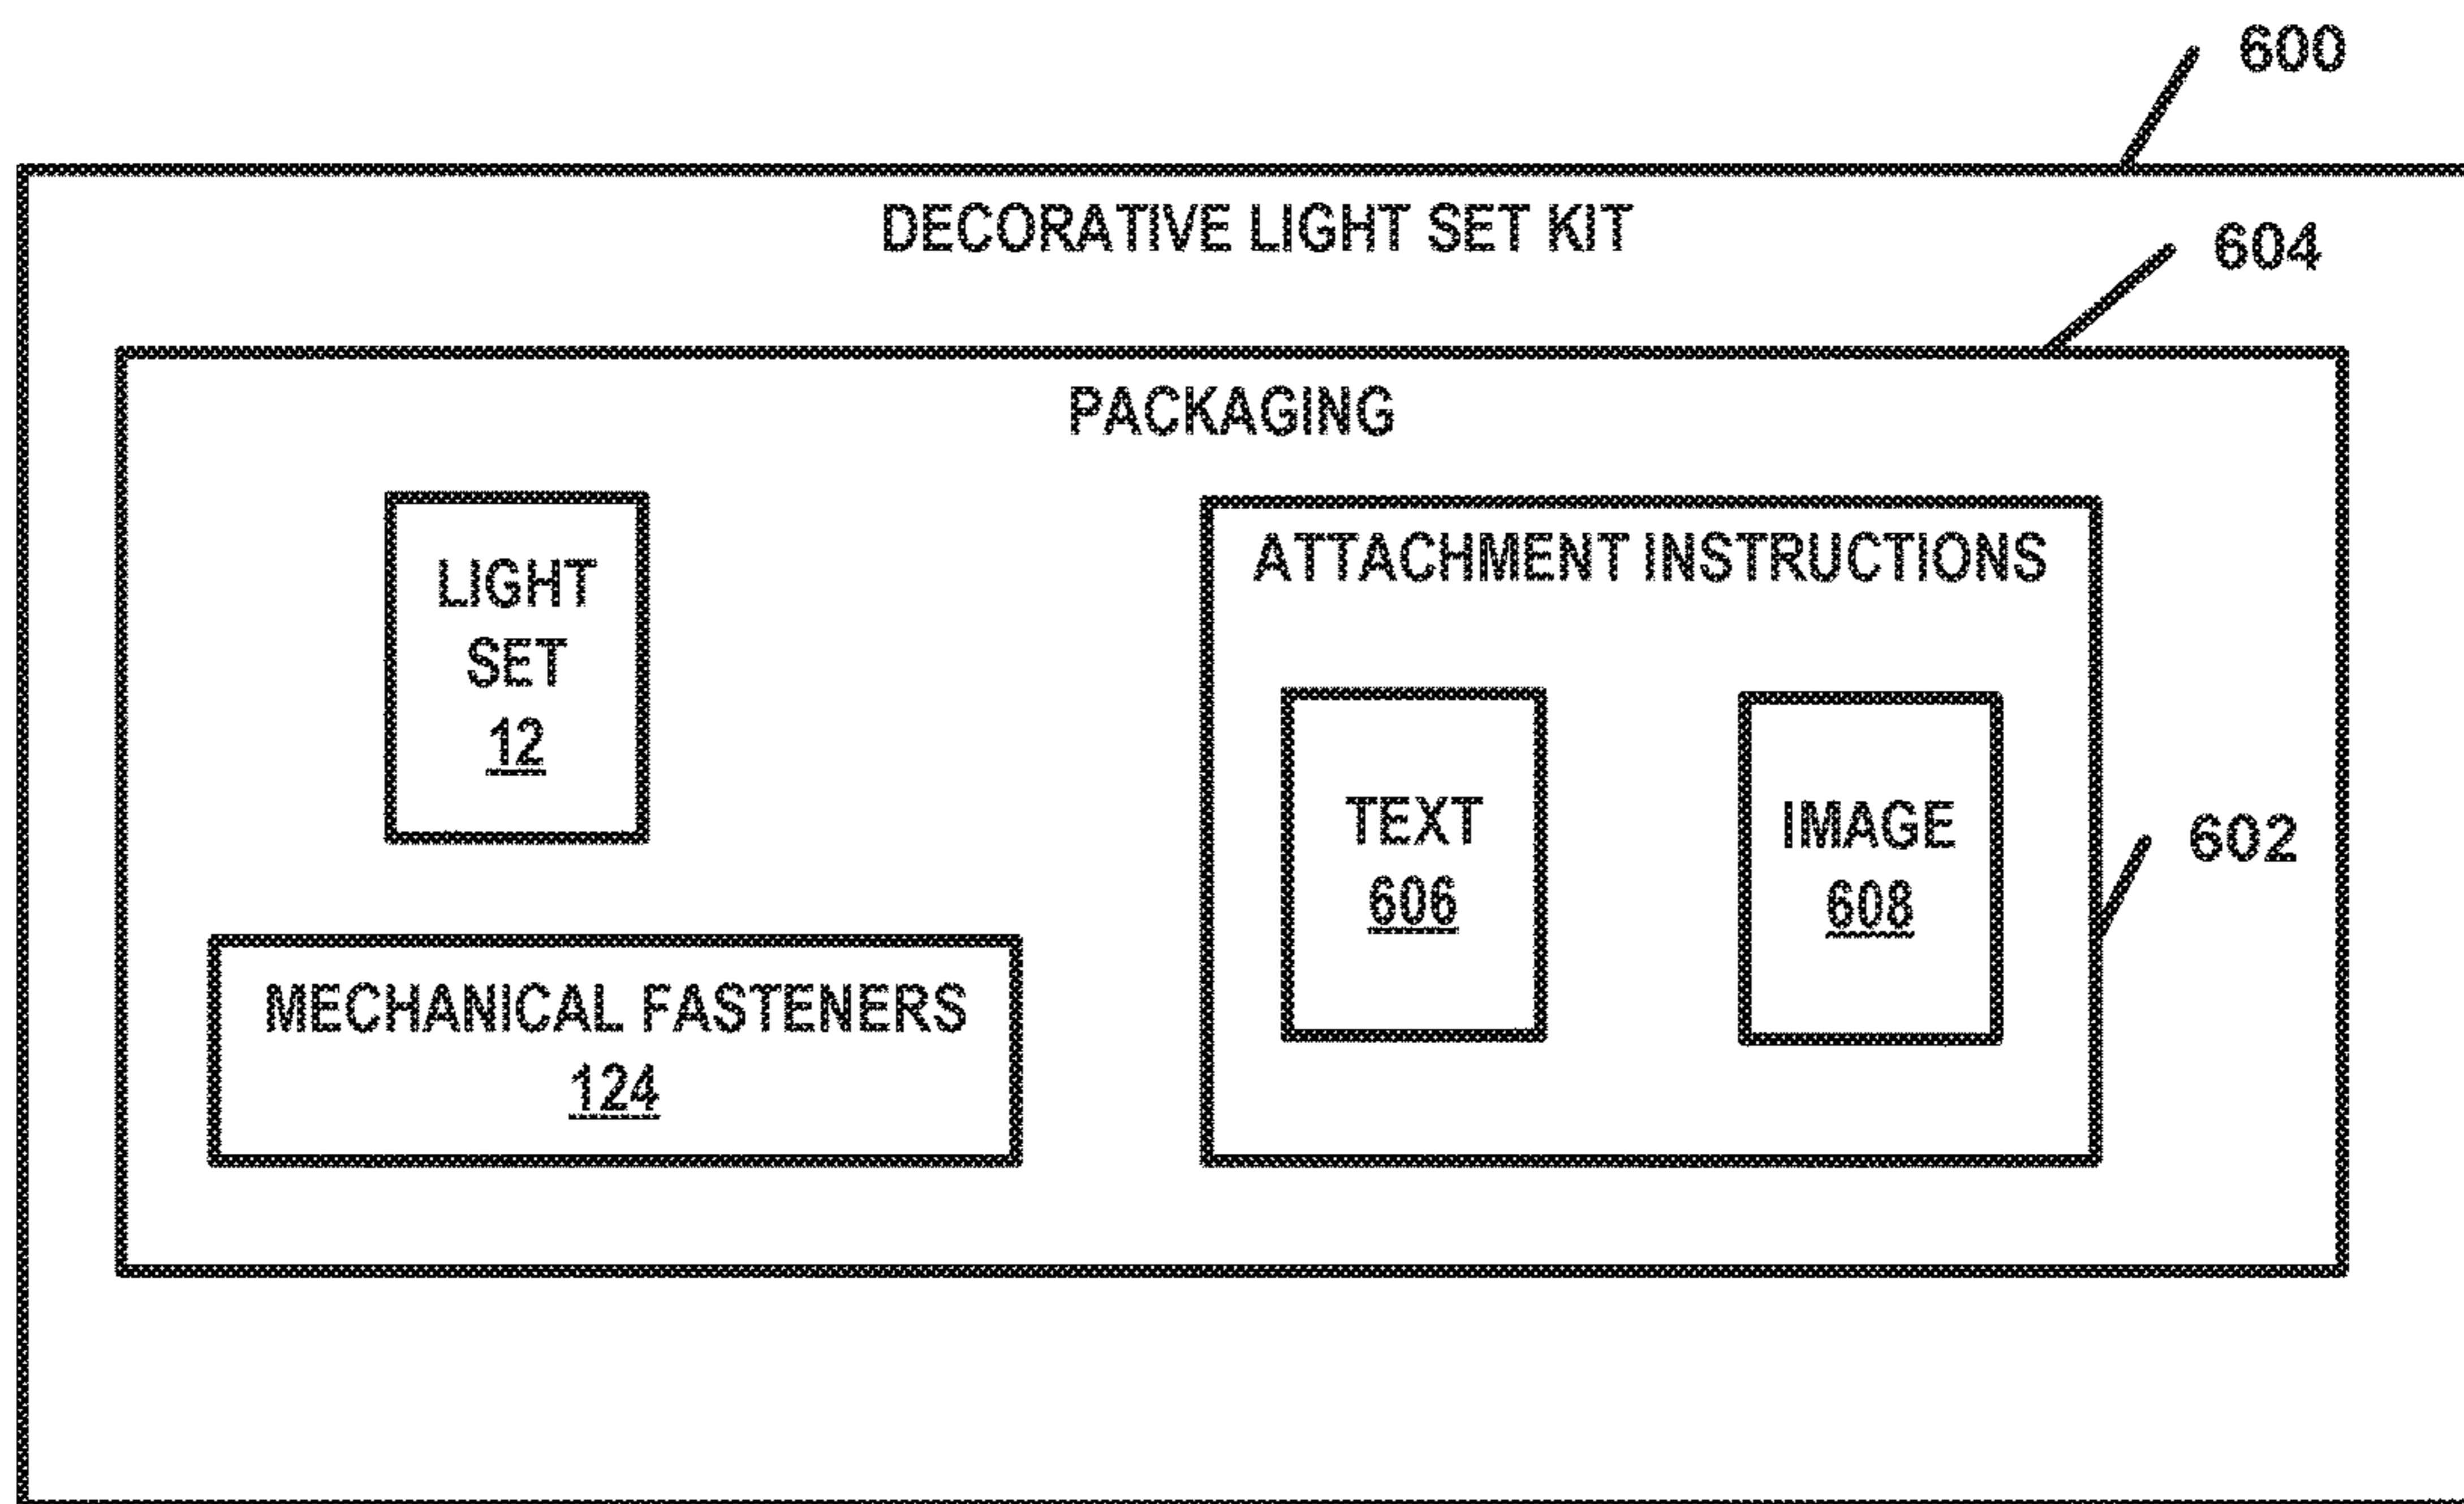 600
DECORATIVE LIGHT SET KIT
604
PACKAGING
LIGHT
SET
12
ATTACHMENT INSTRUCTIONS
TEXT
606
IMAGE
608
602
MECHANICAL FASTENERS
124